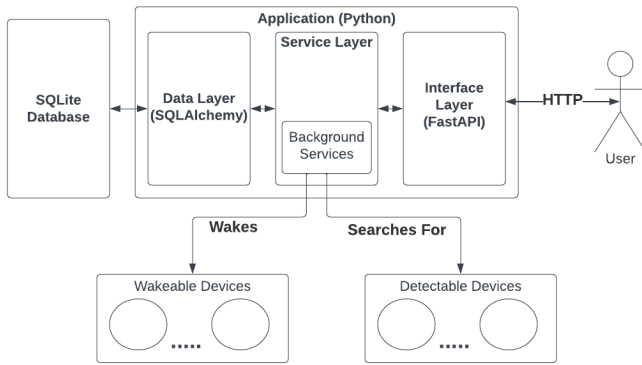 Application (Python)
SQLite
Database
Data Layer
(SQLAlchemy)
Service Layer
Background
Services
Interface
Layer
(FastAPI)
HTTP
User
Wakes
Searches For
Wakeable Devices
.....
Detectable Devices
.....